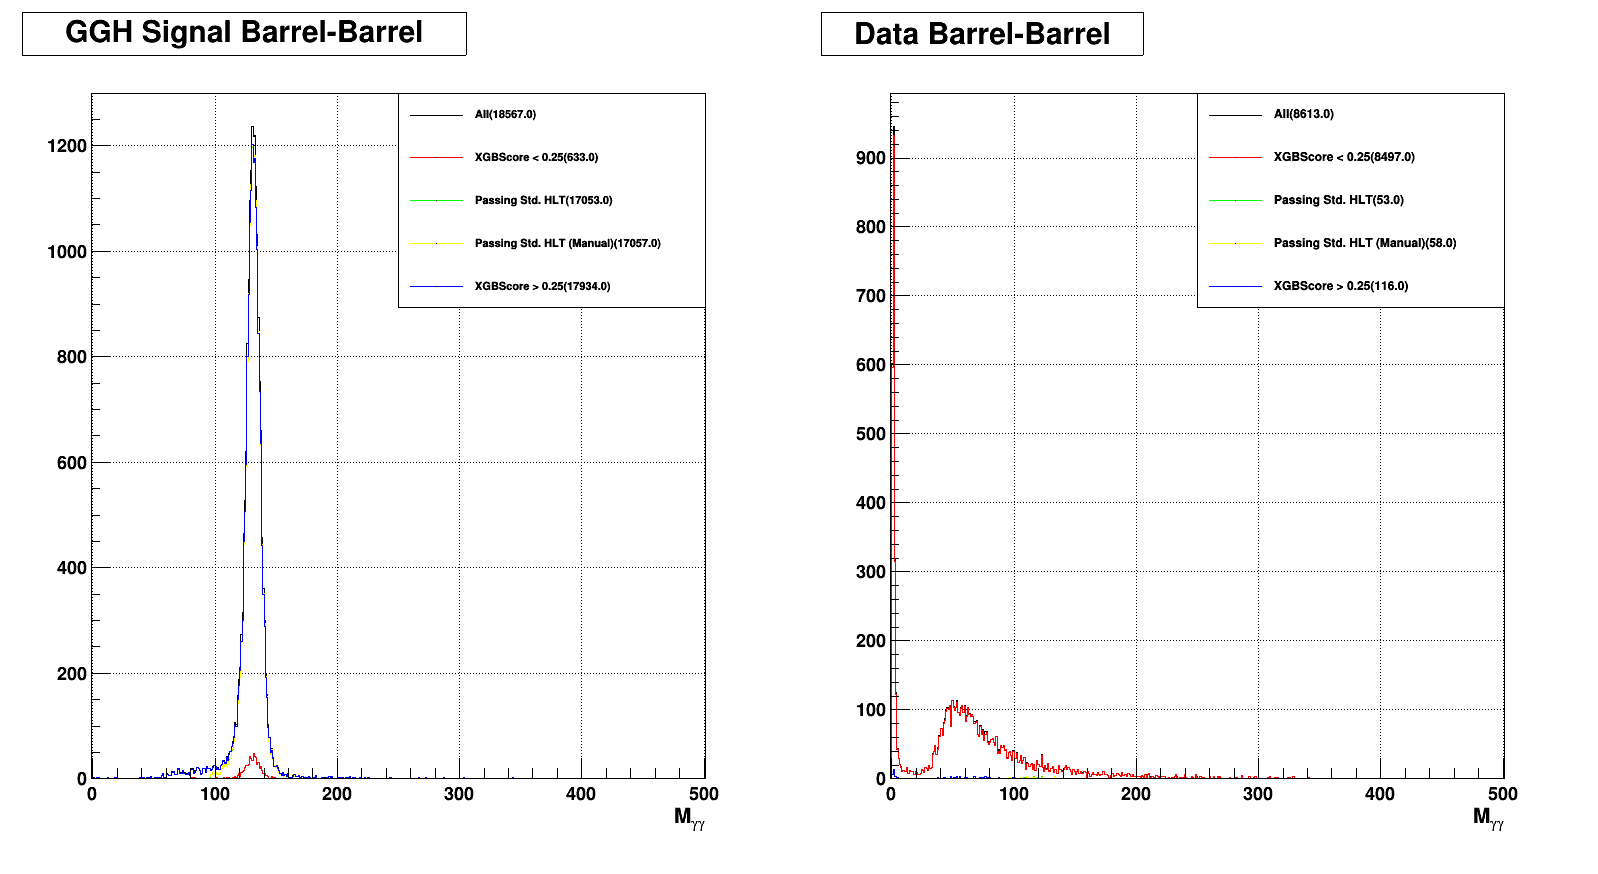 GGH Signal Barrel-Barrel
All(18567.0)
XGBScore < 0.25(633.0)
Passing Std. HLT(17053.0)
Passing Std. HLT (Manual)(17057.0)
XGBScore > 0.25(17934.0)
1200
1000
800
600
400
200
0
0 100 200 300 400 500
Mγγ
Data Barrel-Barrel
All(8613.0)
XGBScore < 0.25(8497.0)
Passing Std. HLT(53.0)
Passing Std. HLT (Manual)(58.0)
XGBScore > 0.25(116.0)
900
800
700
600
500
400
300
200
100
0
0 100 200 300 400 500
Mγγ